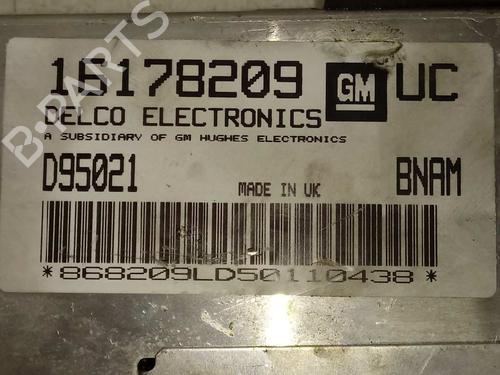 16178209 GM UC
DELCO ELECTRONICS
A SUBSIDIARY OF GM HUGHES ELECTRONICS
D95021 MADE IN UK BNAM
*868209LD50110438*
B-PARTS